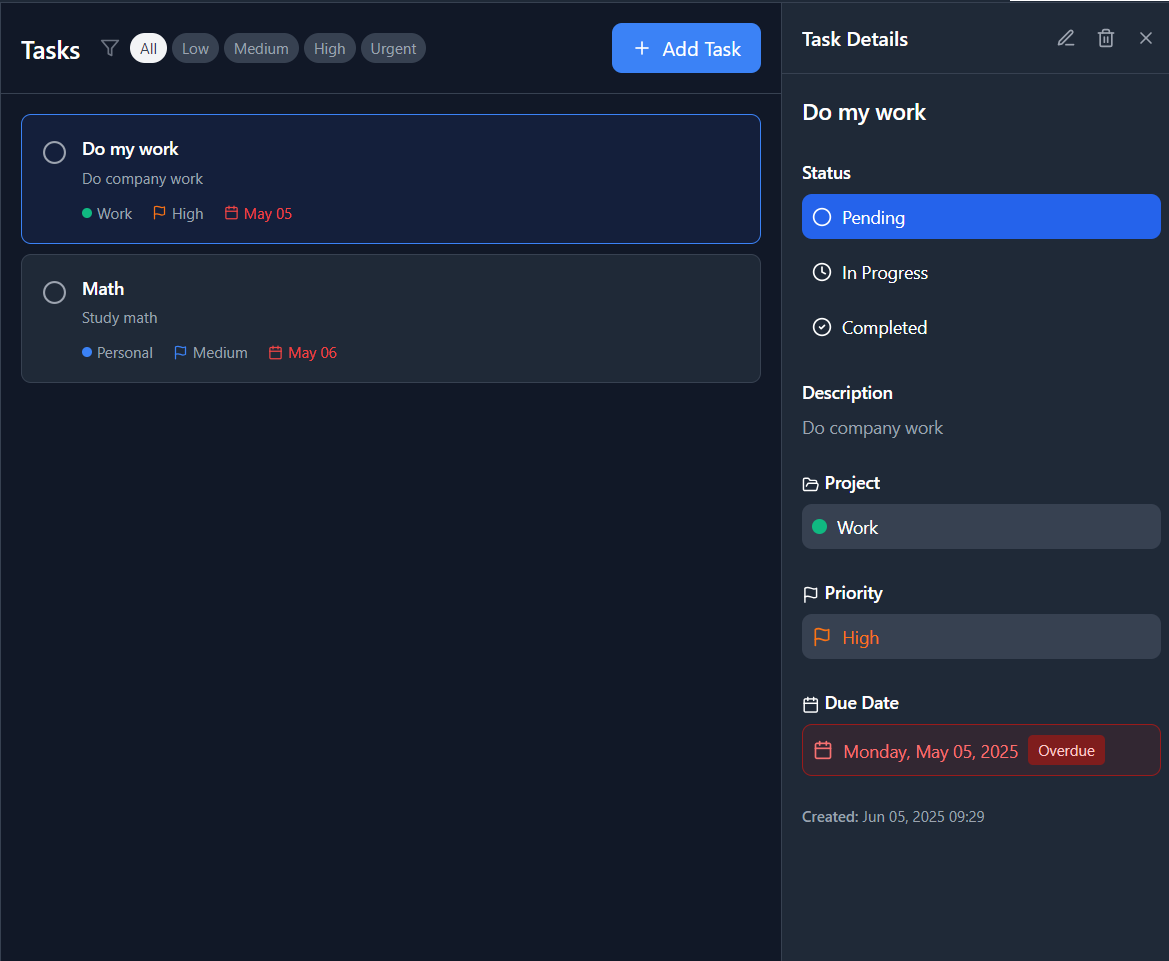 Tasks All Low Medium High Urgent + Add Task
Do my work
Do company work
Work High May 05
Math
Study math
Personal Medium May 06
Task Details
Do my work
Status
Pending
In Progress
Completed
Description
Do company work
Project
Work
Priority
High
Due Date
Monday, May 05, 2025 Overdue
Created: Jun 05, 2025 09:29